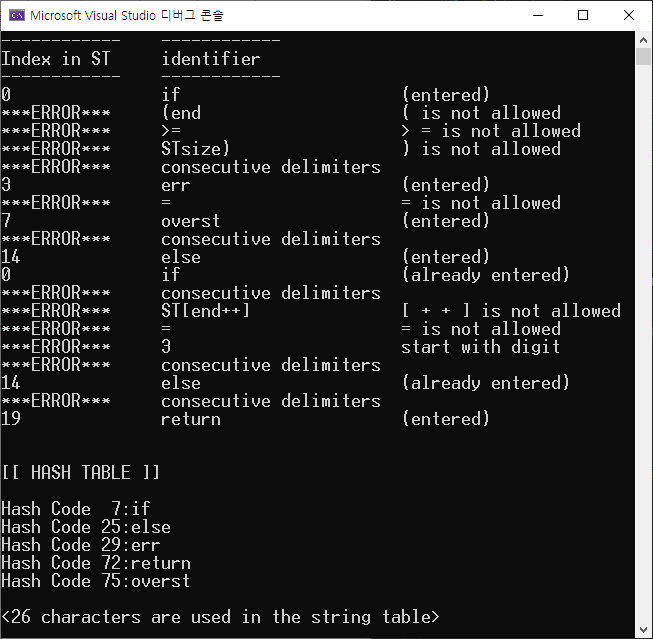 Microsoft Visual Studio 디버그 콘솔
------------    ------------
Index in ST     identifier
------------    ------------
0               if                      (entered)
***ERROR***     (end                    ( is not allowed
***ERROR***     >=                      > = is not allowed
***ERROR***     STsize)                 ) is not allowed
***ERROR***     consecutive delimiters
3               err                     (entered)
***ERROR***     =                       = is not allowed
7               overst                  (entered)
***ERROR***     consecutive delimiters
14              else                    (entered)
0               if                      (already entered)
***ERROR***     consecutive delimiters
***ERROR***     ST[end++]               [ + + ] is not allowed
***ERROR***     =                       = is not allowed
***ERROR***     3                       start with digit
***ERROR***     consecutive delimiters
14              else                    (already entered)
***ERROR***     consecutive delimiters
19              return                  (entered)
[[ HASH TABLE ]]
Hash Code  7:if
Hash Code 25:else
Hash Code 29:err
Hash Code 72:return
Hash Code 75:overst
<26 characters are used in the string table>